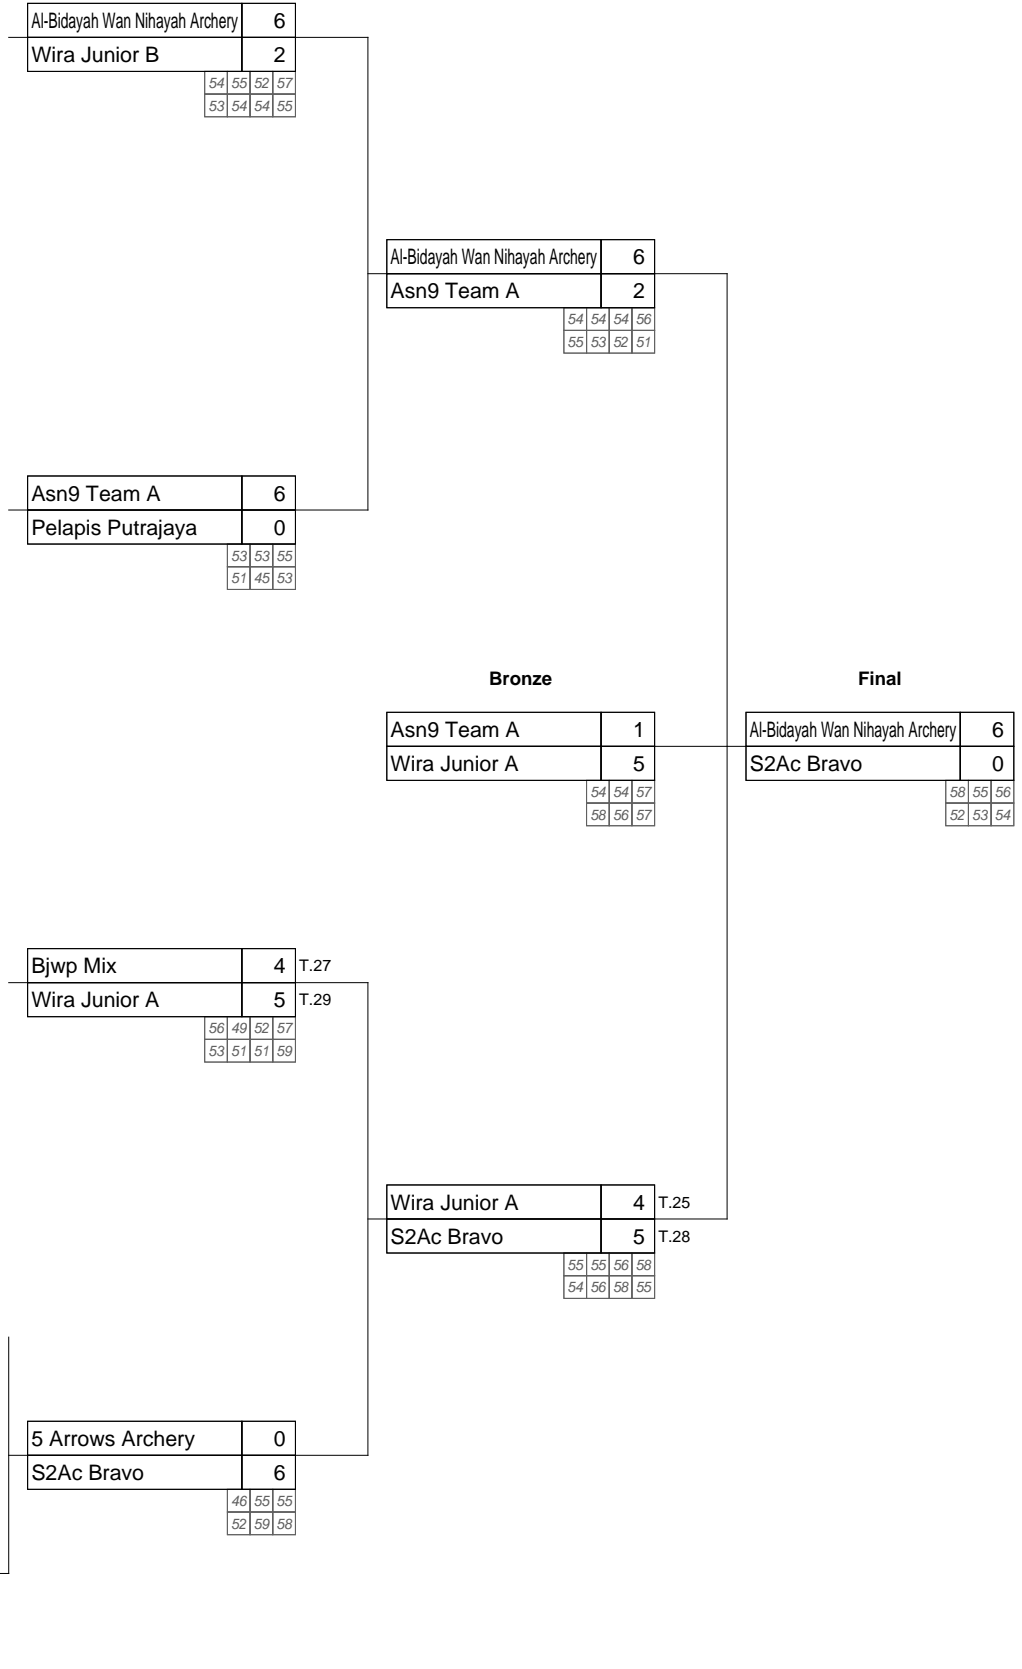 Al-Bidayah Wan Nihayah Archery 6
Wira Junior B 2
54 55 52 57
53 54 54 55
Al-Bidayah Wan Nihayah Archery 6
Asn9 Team A 2
54 54 54 56
55 53 52 51
Asn9 Team A 6
Pelapis Putrajaya 0
53 53 55
51 45 53
Bronze
Final
Asn9 Team A 1
Wira Junior A 5
54 54 57
58 56 57
Al-Bidayah Wan Nihayah Archery 6
S2Ac Bravo 0
58 55 56
52 53 54
Bjwp Mix 4 T.27
Wira Junior A 5 T.29
56 49 52 57
53 51 51 59
Wira Junior A 4 T.25
S2Ac Bravo 5 T.28
55 55 56 58
54 56 58 55
5 Arrows Archery 0
S2Ac Bravo 6
46 55 55
52 59 58